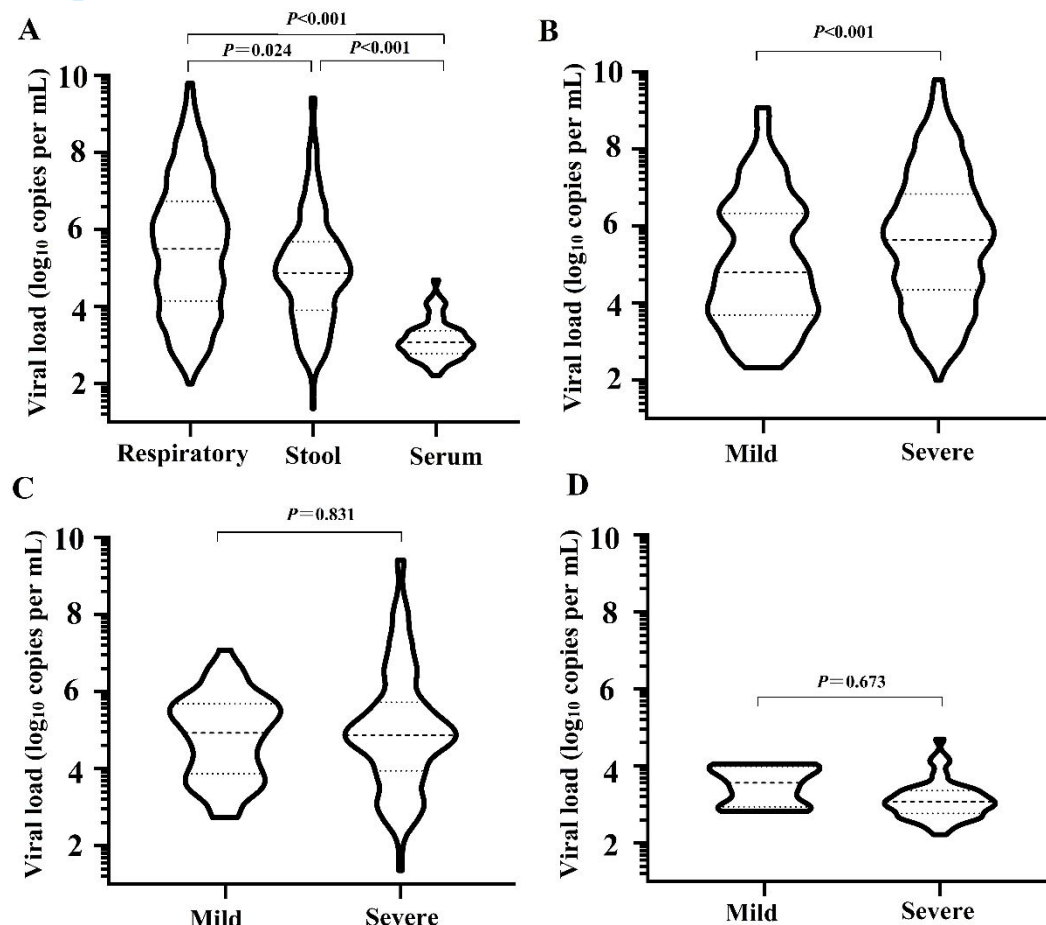 A
P<0.001
P=0.024
P<0.001
Viral load (log₁₀ copies per mL)
10
8
6
4
2
Respiratory
Stool
Serum
B
P<0.001
Viral load (log₁₀ copies per mL)
10
8
6
4
2
Mild
Severe
C
P=0.831
Viral load (log₁₀ copies per mL)
10
8
6
4
2
Mild
Severe
D
P=0.673
Viral load (log₁₀ copies per mL)
10
8
6
4
2
Mild
Severe